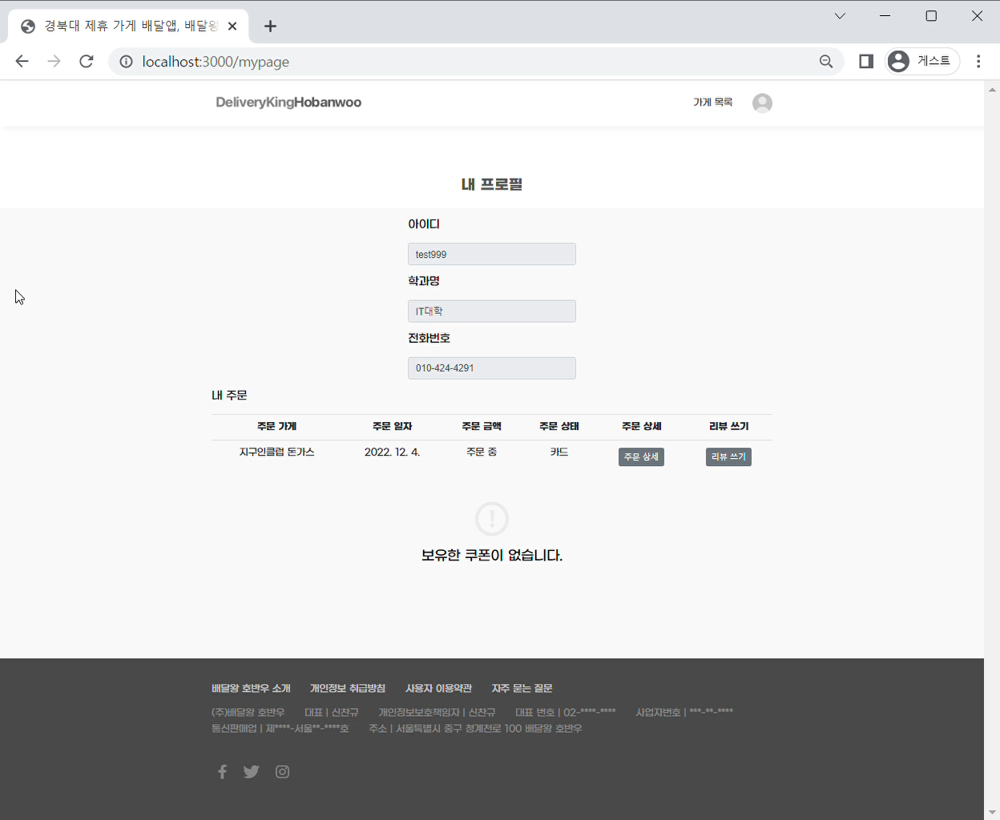 경북대 제휴 가게 배달앱, 배달왕
localhost:3000/mypage
게스트
DeliveryKingHobanwoo
가게 목록
내 프로필
아이디
test999
학과명
IT대학
전화번호
010-424-4291
내 주문
주문 가게 주문 일자 주문 금액 주문 상태 주문 상세 리뷰 쓰기
지구인클럽 돈가스 2022. 12. 4. 주문 중 카드 주문 상세 리뷰 쓰기
보유한 쿠폰이 없습니다.
배달왕 호반우 소개 개인정보 취급방침 사용자 이용약관 자주 묻는 질문
(주)배달왕 호반우 대표 | 신찬규 개인정보보호책임자 | 신찬규 대표 번호 | 02-****-**** 사업자번호 | ***-**-****
통신판매업 | 제****-서울**-****호 주소 | 서울특별시 중구 청계천로 100 배달왕 호반우